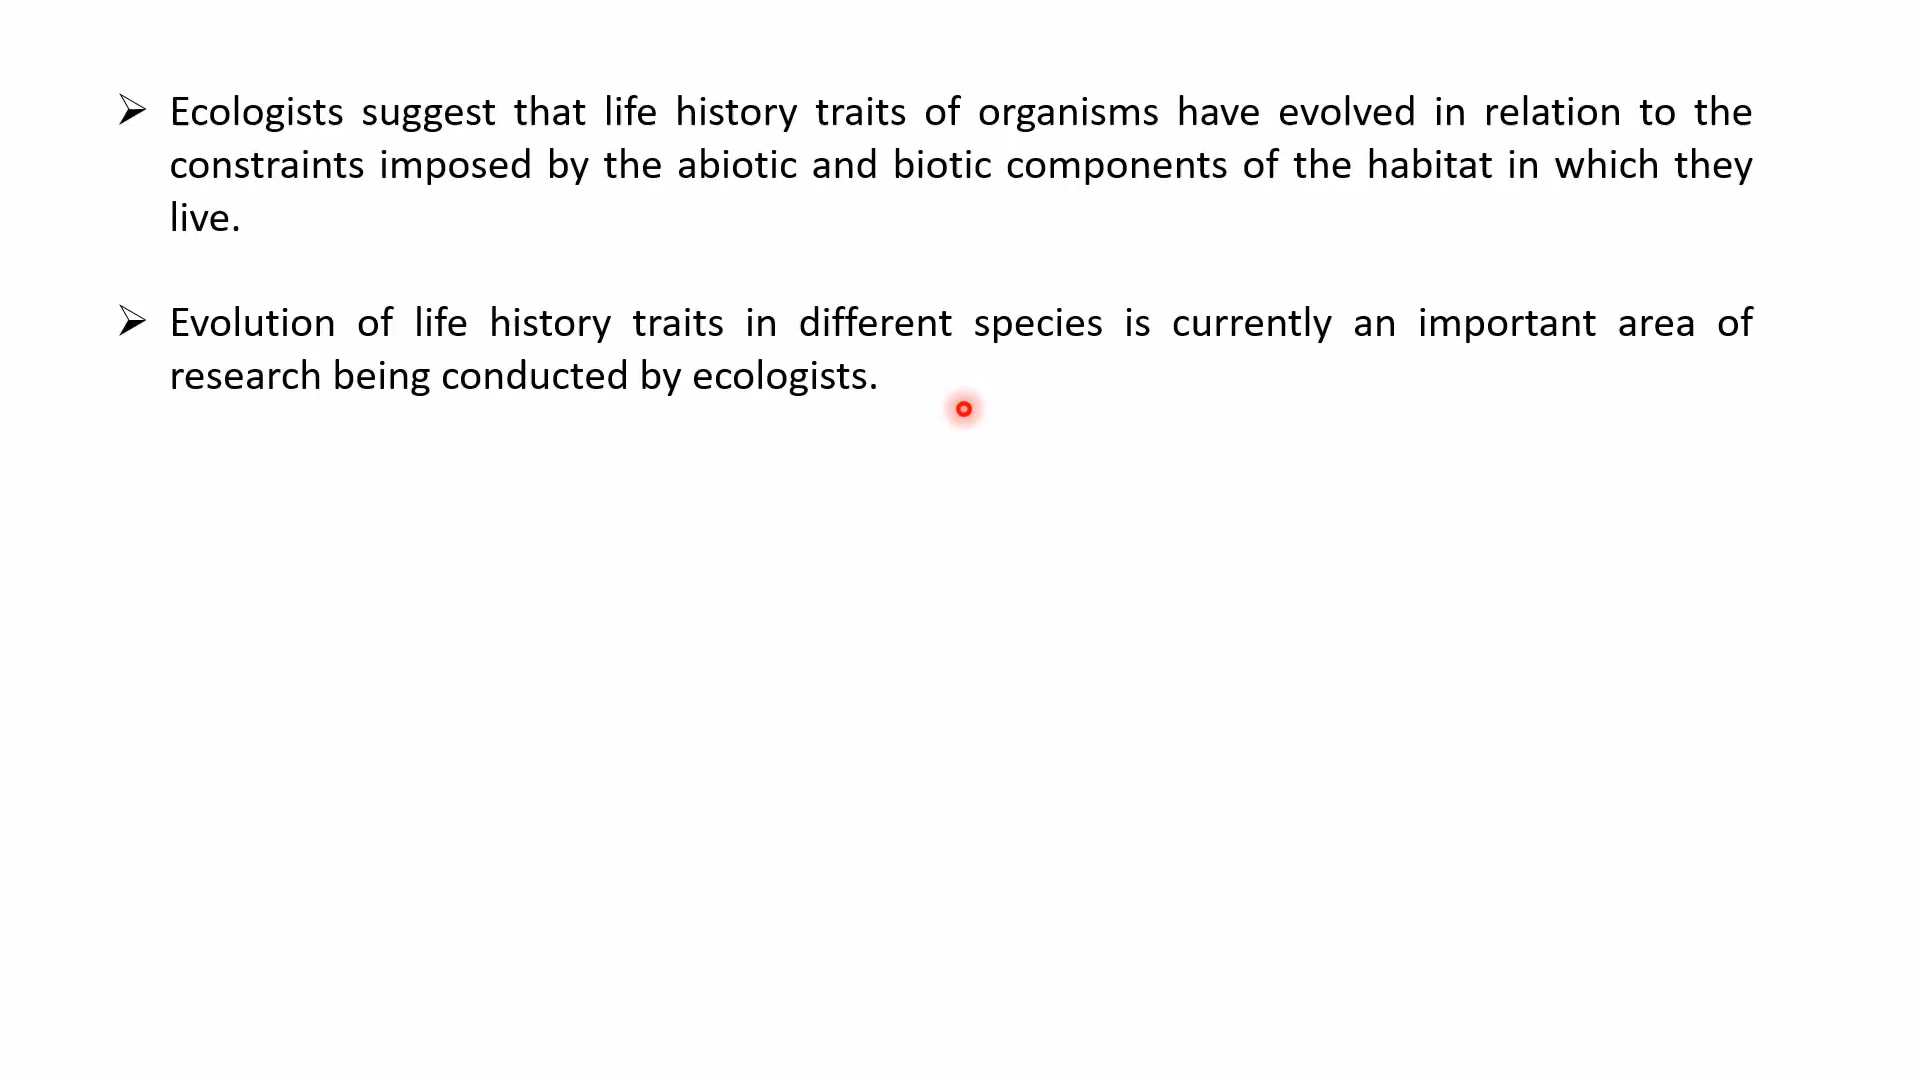 Ecologists suggest that life history traits of organisms have evolved in relation to the
constraints imposed by the abiotic and biotic components of the habitat in which they
live.
Evolution of life history traits in different species is currently an important area of
research being conducted by ecologists.